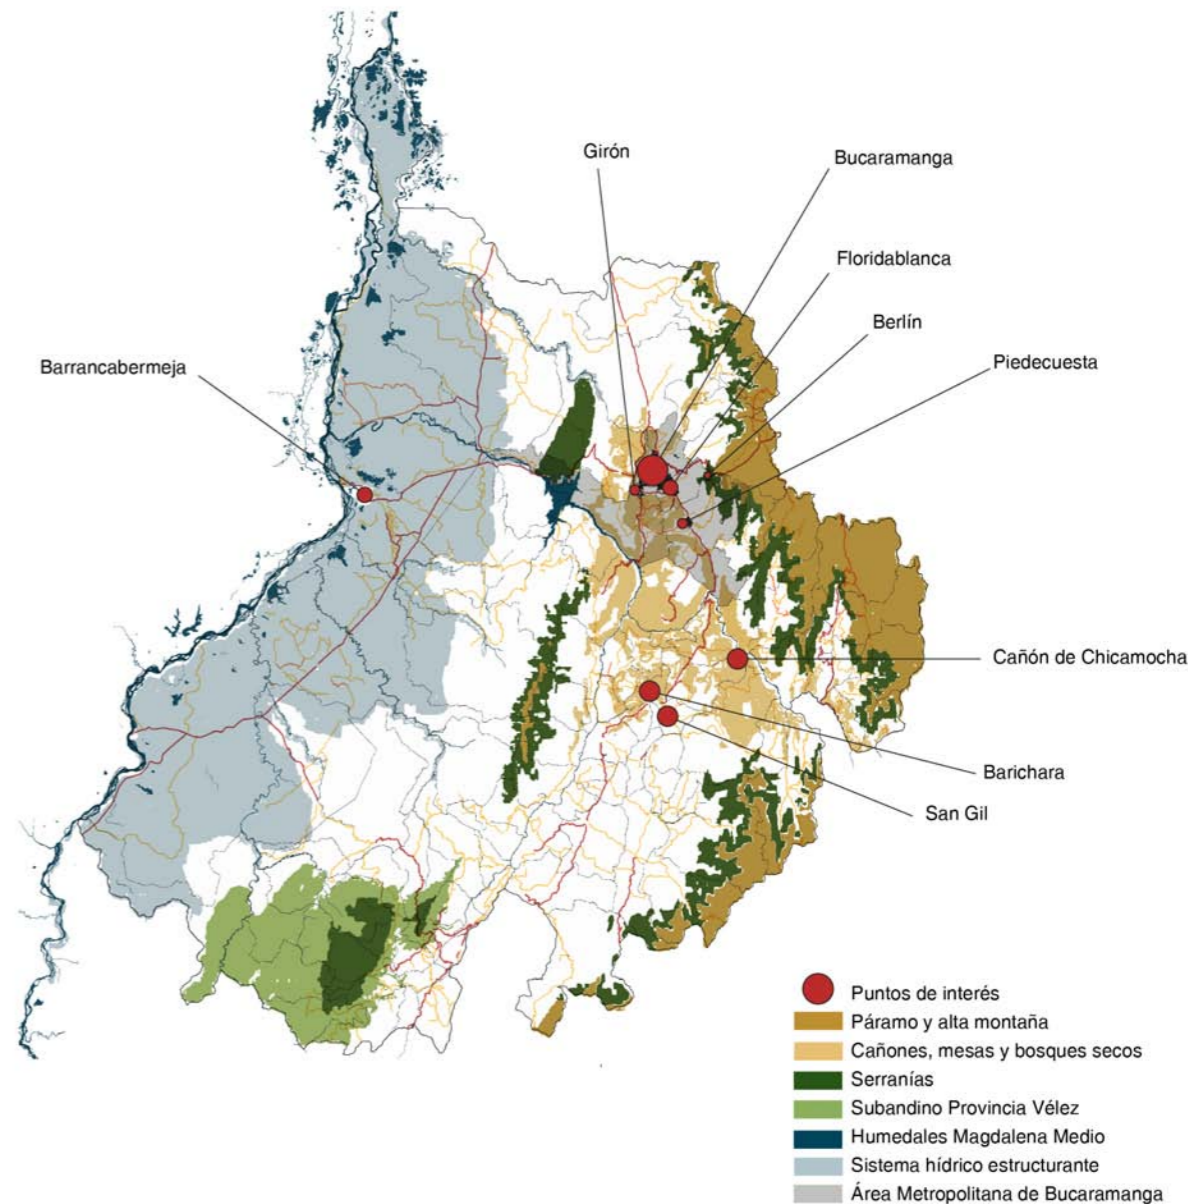 Girón
Bucaramanga
Floridablanca
Berlín
Piedecuesta
Barrancabermeja
Cañón de Chicamocha
Barichara
San Gil
Puntos de interés
Páramo y alta montaña
Cañones, mesas y bosques secos
Serranías
Subandino Provincia Vélez
Humedales Magdalena Medio
Sistema hídrico estructurante
Área Metropolitana de Bucaramanga